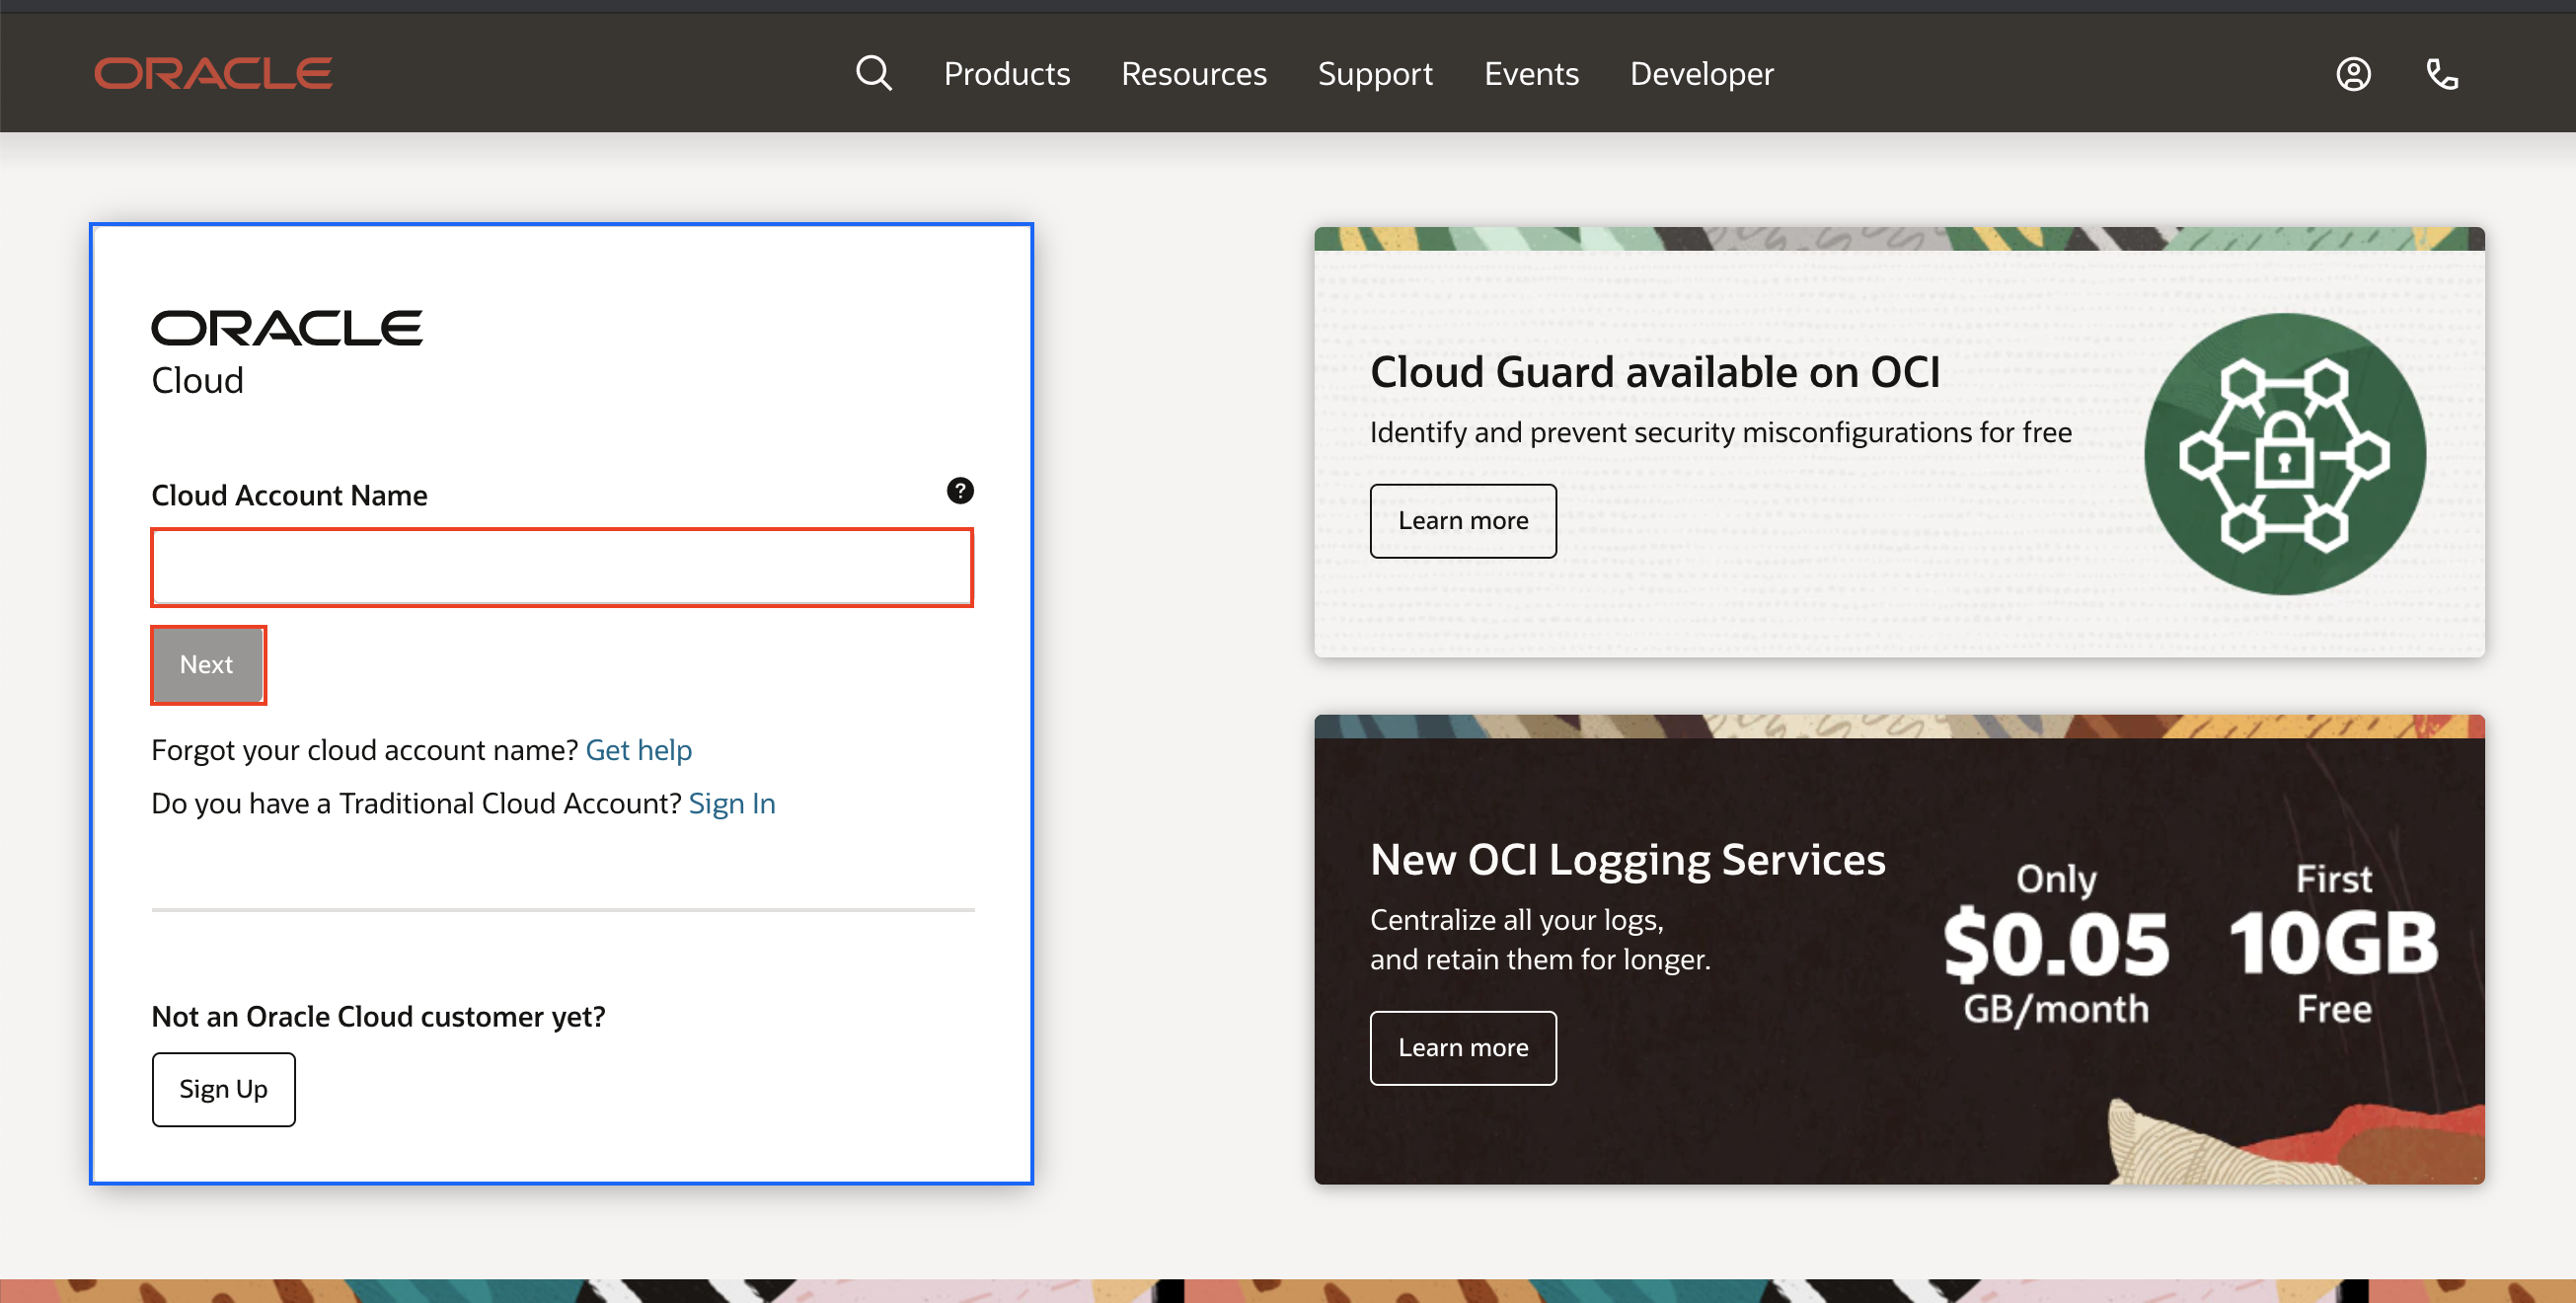 ORACLE
Products
Resources
Support
Events
Developer
ORACLE
Cloud
Cloud Account Name
?
Next
Forgot your cloud account name? Get help
Do you have a Traditional Cloud Account? Sign In
Not an Oracle Cloud customer yet?
Sign Up
Cloud Guard available on OCI
Identify and prevent security misconfigurations for free
Learn more
New OCI Logging Services
Centralize all your logs,
and retain them for longer.
Learn more
Only
$0.05
GB/month
First
10GB
Free